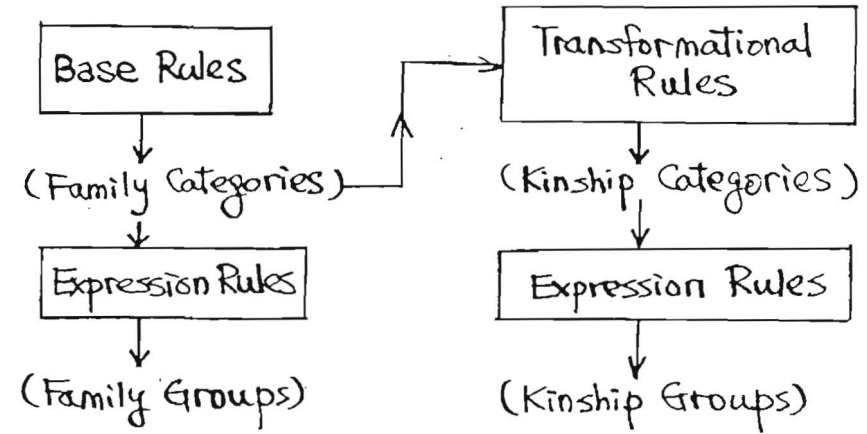 Base Rules
(Family Categories)
Expression Rules
(Family Groups)
Transformational
Rules
(Kinship Categories)
Expression Rules
(Kinship Groups)